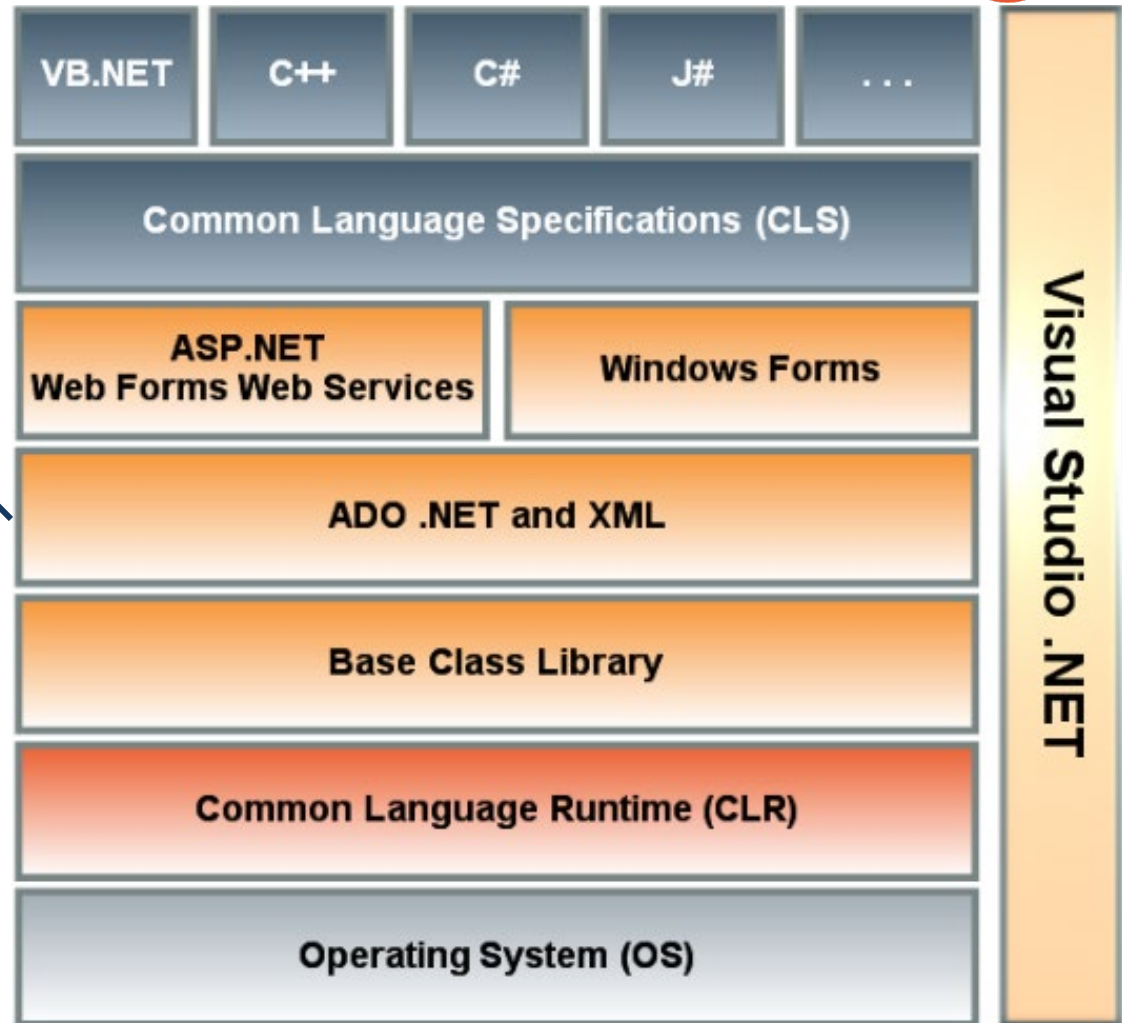 VB.NET
C++
C#
J#
. . .
Common Language Specifications (CLS)
ASP.NET
Web Forms Web Services
Windows Forms
ADO .NET and XML
Base Class Library
Common Language Runtime (CLR)
Operating System (OS)
Visual Studio .NET